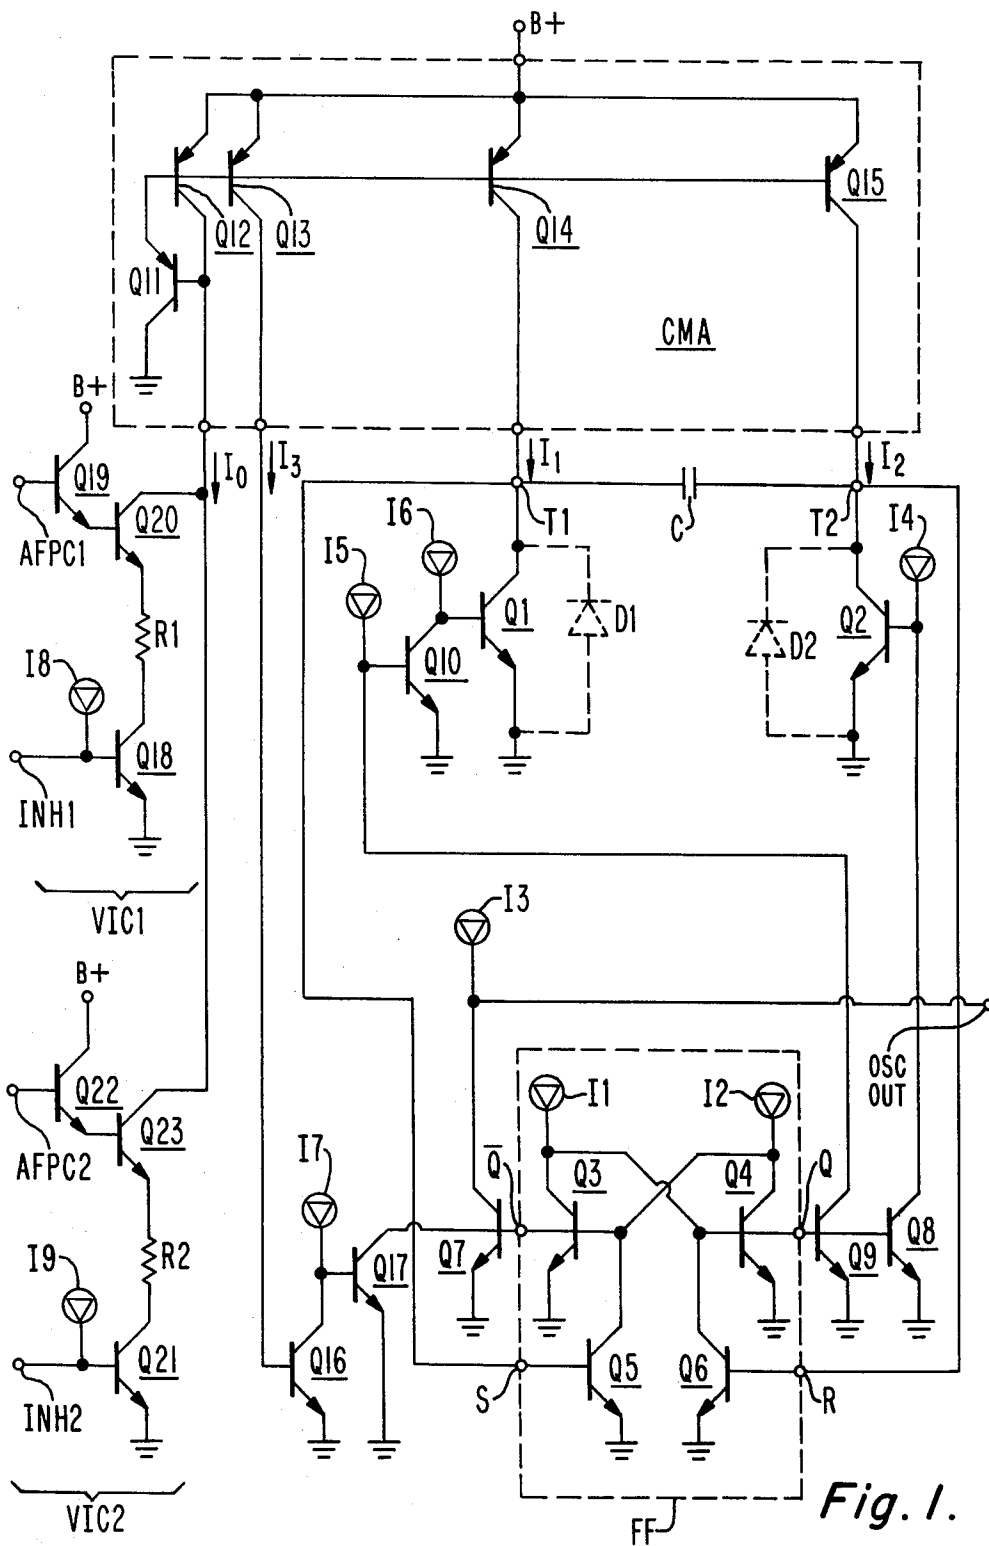 B+
Q12
Q13
Q14
Q15
Q11
CMA
B+
I0
I3
I1
I2
Q19
Q20
AFPC1
I6
T1
C
T2
I4
I5
Q1
D1
D2
Q2
R1
Q10
I8
Q18
INH1
VIC1
I3
B+
OSC
OUT
Q22
Q23
AFPC2
I1
I2
I7
Q̅
Q3
Q4
Q
I9
R2
Q17
Q7
Q9
Q8
Q21
Q16
Q5
Q6
S
R
INH2
VIC2
FF
Fig. 1.